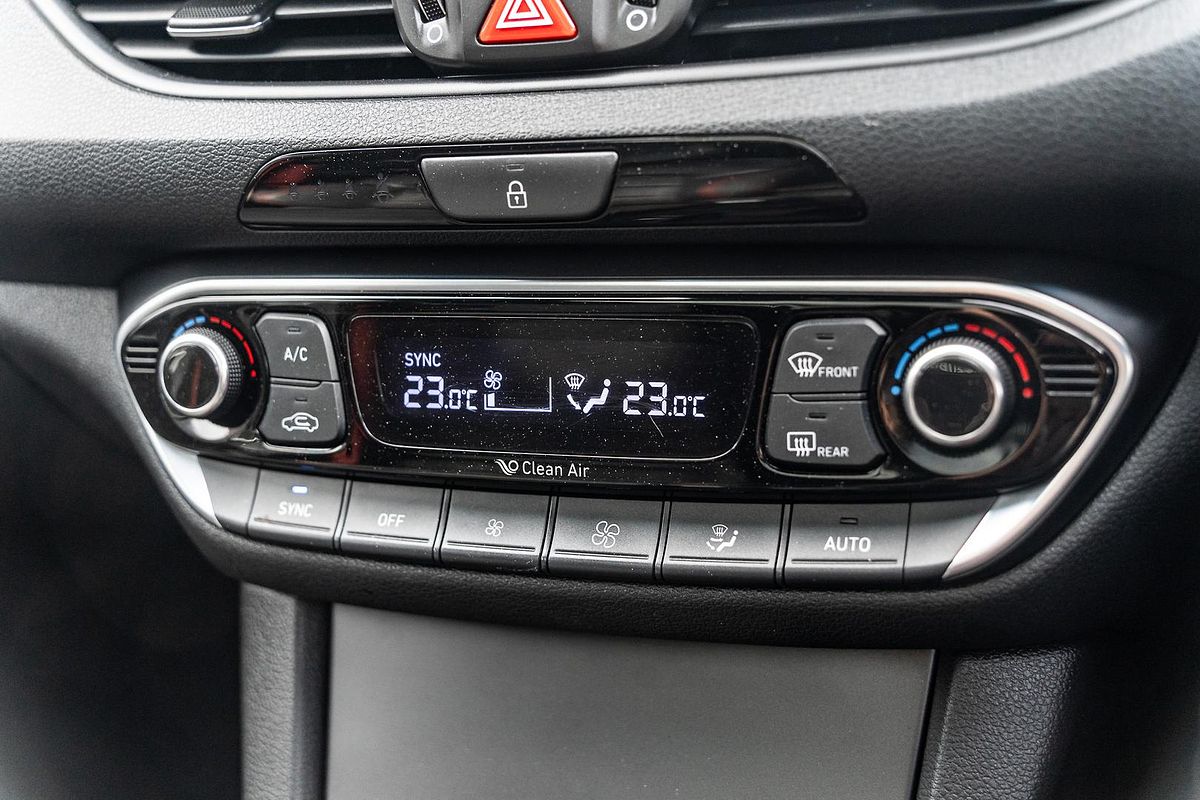 SYNC
23.0°C
23.0°C
A/C
FRONT
REAR
Clean Air
SYNC
OFF
AUTO